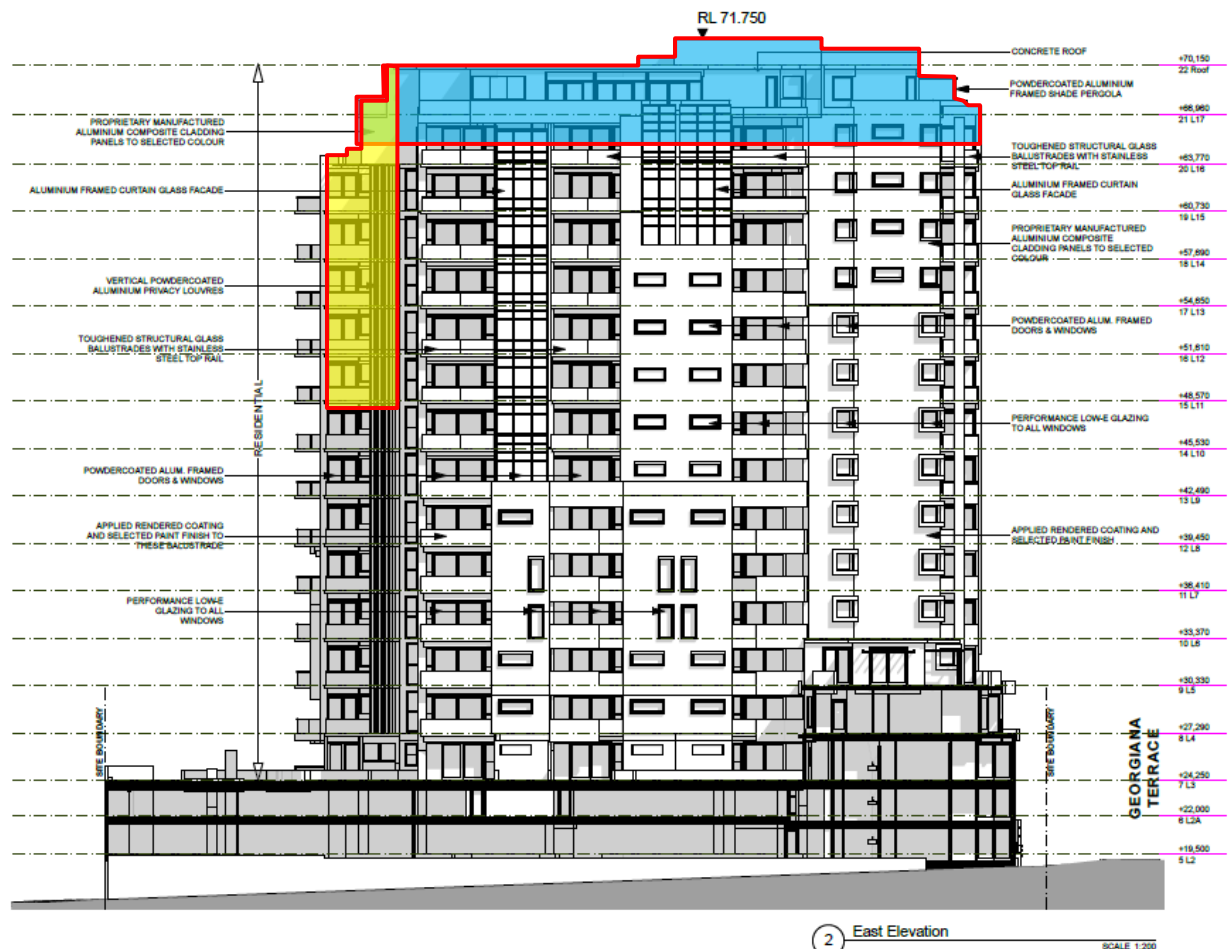 RL 71.750
CONCRETE ROOF
+70,150
22 Roof
POWDERCOATED ALUMINIUM
FRAMED SHADE PERGOLA
+66,960
21 L17
PROPRIETARY MANUFACTURED
ALUMINIUM COMPOSITE CLADDING
PANELS TO SELECTED COLOUR
TOUGHENED STRUCTURAL GLASS
BALUSTRADES WITH STAINLESS
STEEL TOP RAIL
+63,770
20 L16
ALUMINIUM FRAMED CURTAIN GLASS FACADE
ALUMINIUM FRAMED CURTAIN
GLASS FACADE
+60,730
19 L15
PROPRIETARY MANUFACTURED
ALUMINIUM COMPOSITE
CLADDING PANELS TO SELECTED
COLOUR
+57,690
18 L14
VERTICAL POWDERCOATED
ALUMINIUM PRIVACY LOUVRES
+54,650
17 L13
POWDERCOATED ALUM. FRAMED
DOORS & WINDOWS
TOUGHENED STRUCTURAL GLASS
BALUSTRADES WITH STAINLESS
STEEL TOP RAIL
+51,610
16 L12
RESIDENTIAL
+48,570
15 L11
PERFORMANCE LOW-E GLAZING
TO ALL WINDOWS
+45,530
14 L10
POWDERCOATED ALUM. FRAMED
DOORS & WINDOWS
+42,490
13 L9
APPLIED RENDERED COATING
AND SELECTED PAINT FINISH TO
THESE BALUSTRADE
APPLIED RENDERED COATING AND
SELECTED PAINT FINISH
+39,450
12 L8
+36,410
11 L7
PERFORMANCE LOW-E
GLAZING TO ALL
WINDOWS
+33,370
10 L6
+30,330
9 L5
SITE BOUNDARY
SITE BOUNDARY
GEORGIANA
TERRACE
+27,290
8 L4
+24,250
7 L3
+22,000
6 L2A
+19,500
5 L2
2 East Elevation
SCALE 1:200